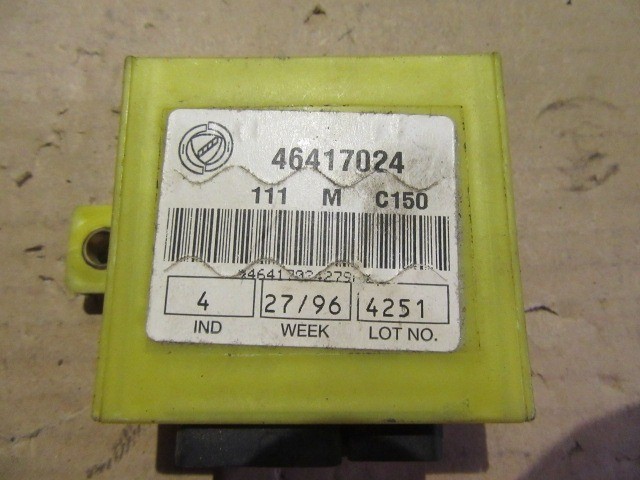 46417024
111 M C150
4 27/96 4251
IND WEEK LOT NO.